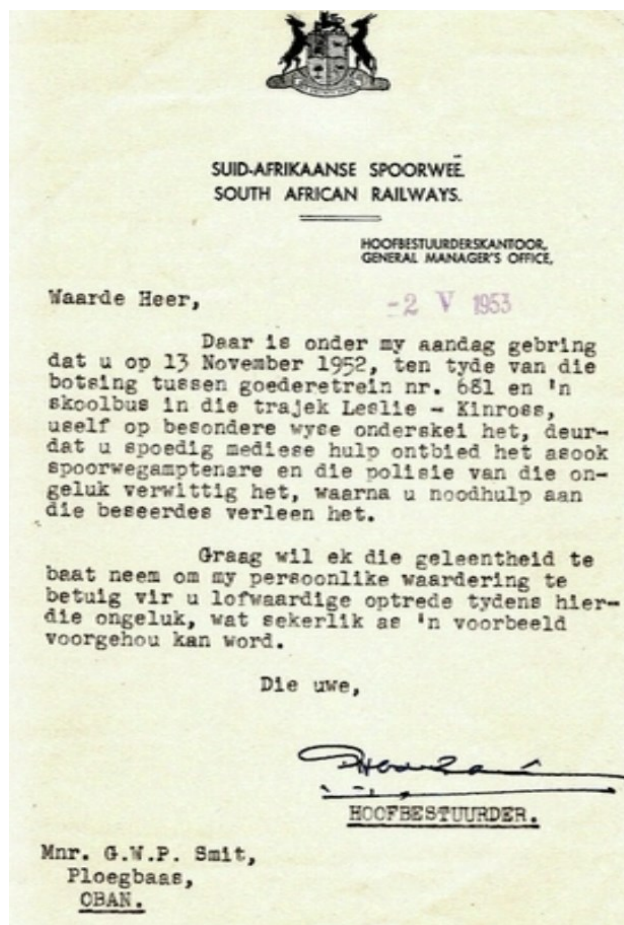 SUID-AFRIKAANSE SPOORWEË.
SOUTH AFRICAN RAILWAYS.
HOOFBESTUURDERSKANTOOR,
GENERAL MANAGER'S OFFICE,
Waarde Heer,
-2 V 1953
Daar is onder my aandag gebring
dat u op 13 November 1952, ten tyde van die
botsing tussen goederetrein nr. 681 en 'n
skoolbus in die trajek Leslie - Kinross,
uself op besondere wyse onderskei het, deur-
dat u spoedig mediese hulp ontbied het asook
spoorwegamptenare en die polisie van die on-
geluk verwittig het, waarna u noodhulp aan
die beseerdes verleen het.
Graag wil ek die geleentheid te
baat neem om my persoonlike waardering te
betuig vir u lofwaardige optrede tydens hier-
die ongeluk, wat sekerlik as 'n voorbeeld
voorgehou kan word.
Die uwe,
HOOFBESTUURDER.
Mnr. G.W.P. Smit,
Ploegbaas,
OBAN.